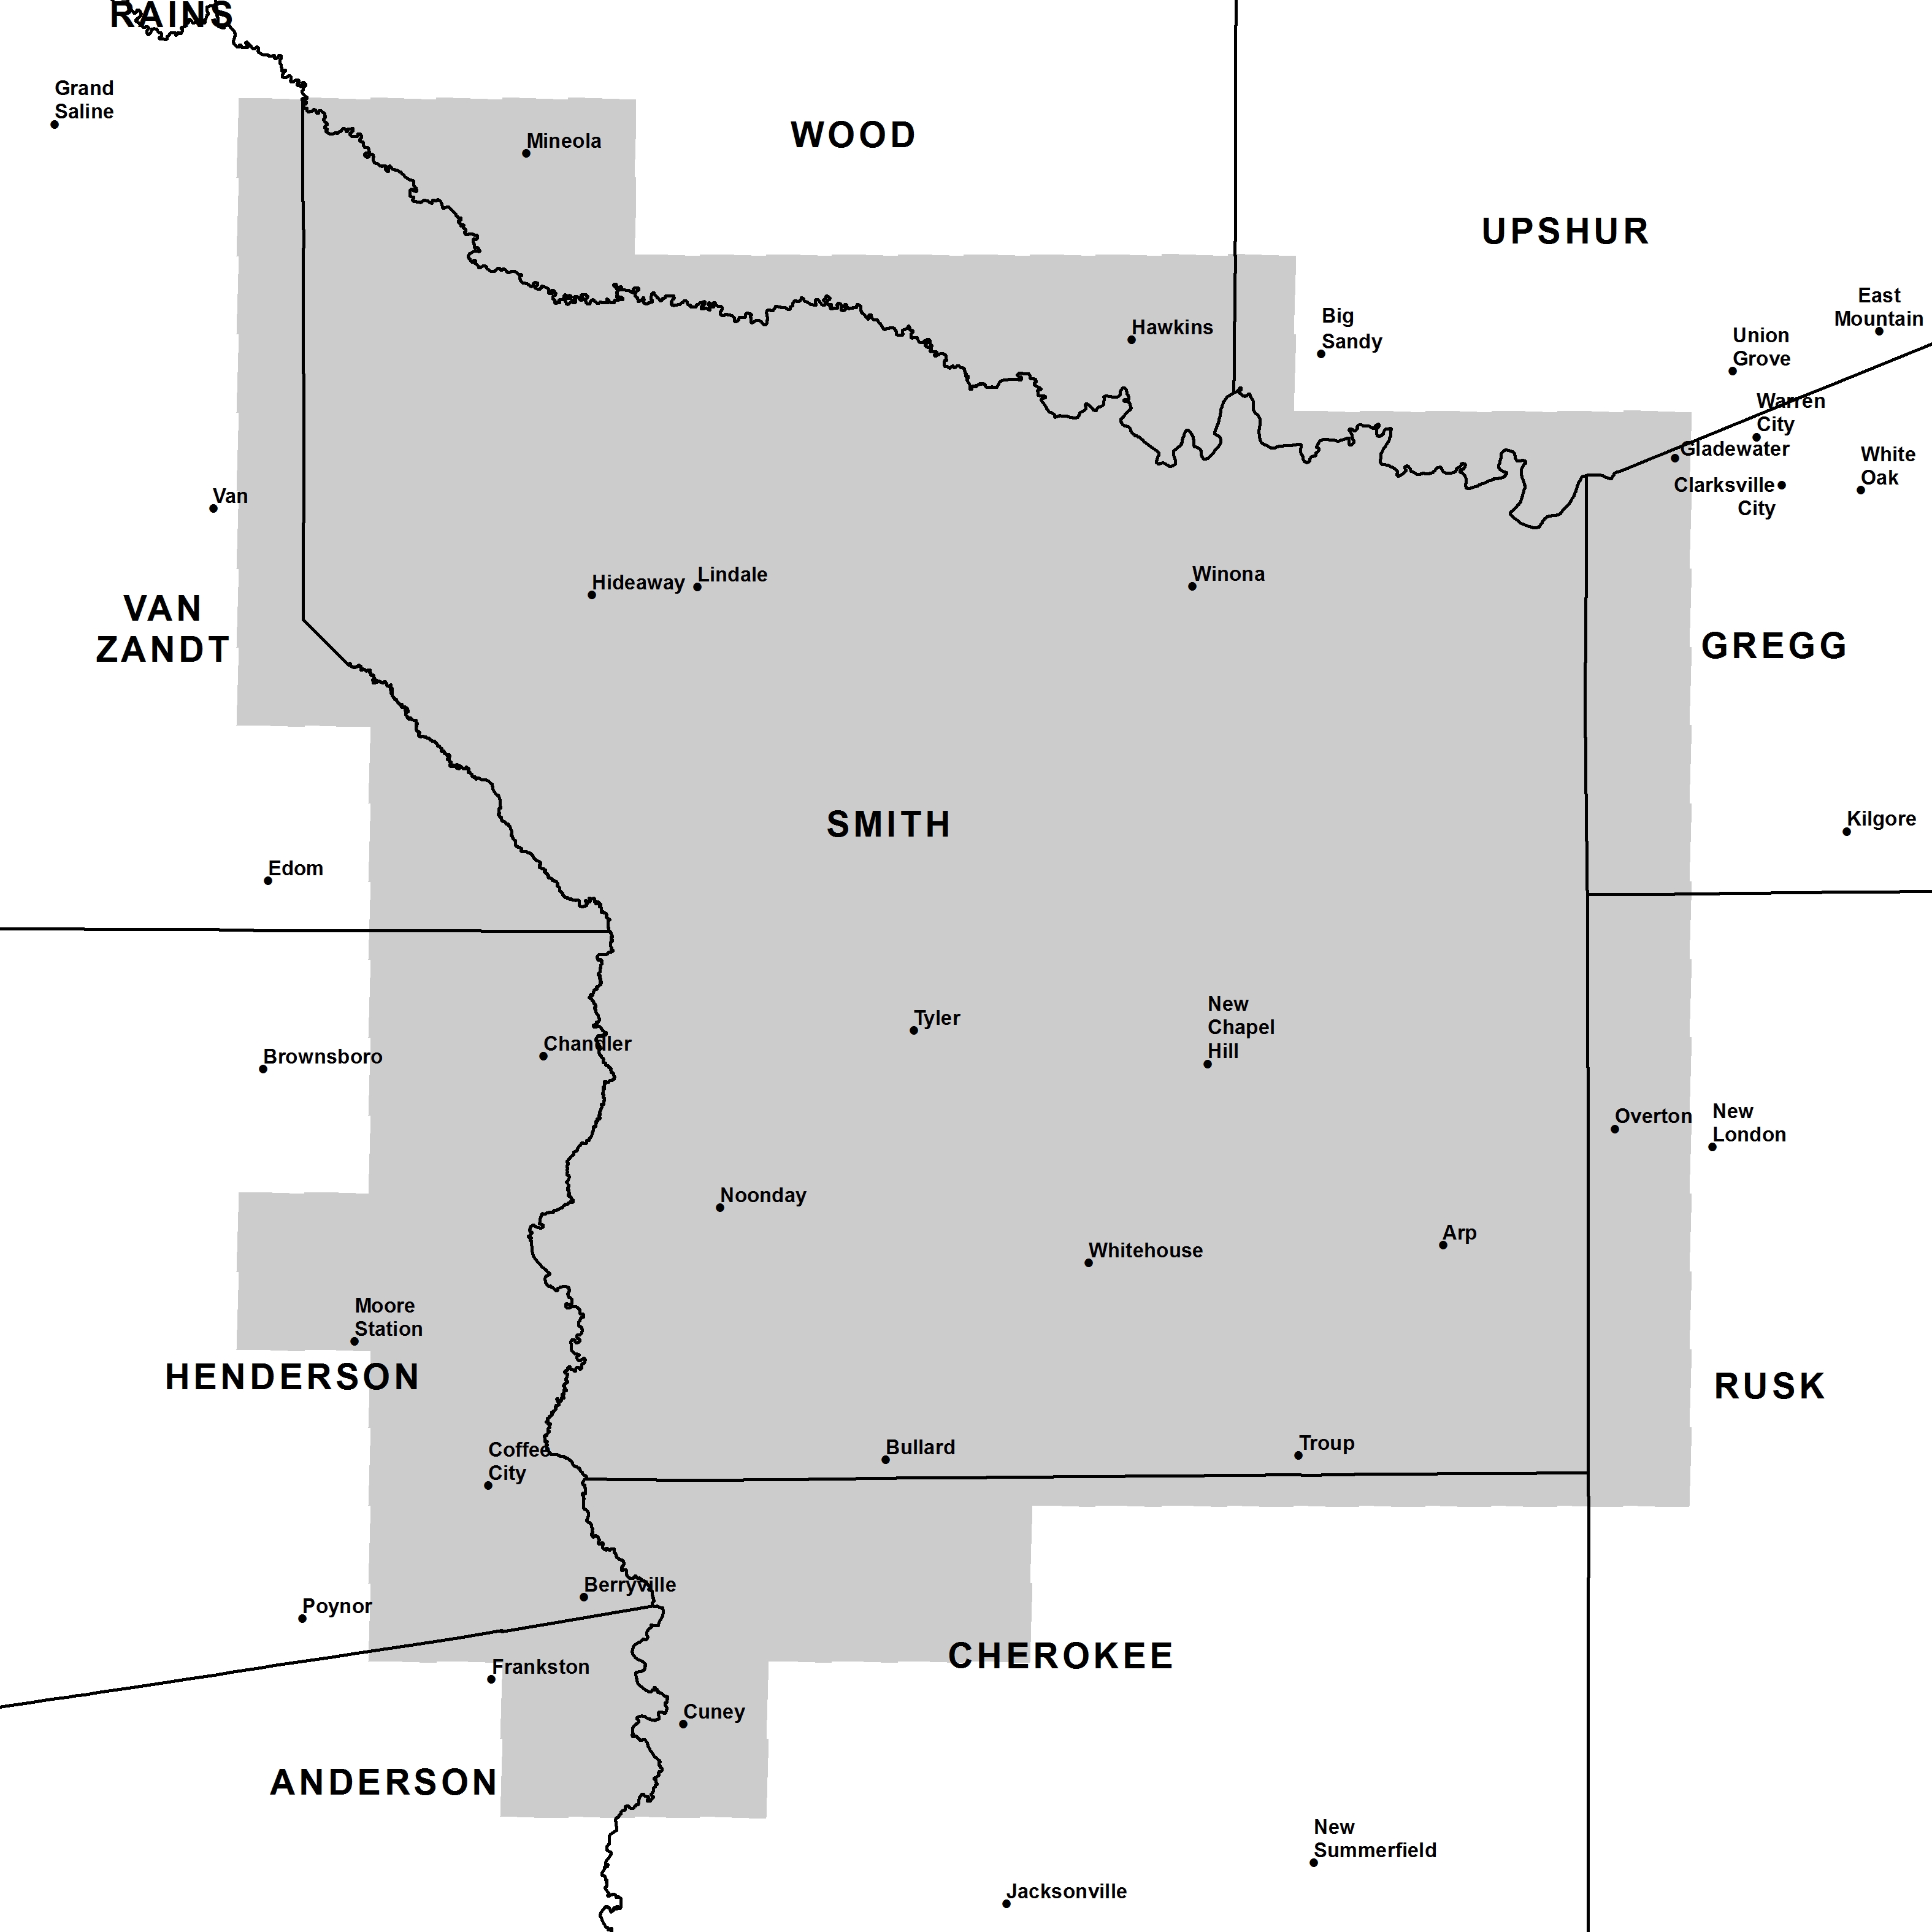 RAINS
Grand
Saline
Mineola
WOOD
UPSHUR
East
Mountain
Big
Sandy
Hawkins
Union
Grove
Warren
City
Gladewater
White
Oak
Clarksville
City
Van
Hideaway
Lindale
Winona
VAN
ZANDT
GREGG
SMITH
Kilgore
Edom
Tyler
New
Chapel
Hill
Chandler
Brownsboro
Overton
New
London
Noonday
Arp
Whitehouse
Moore
Station
HENDERSON
RUSK
Coffee
City
Bullard
Troup
Berryville
Poynor
CHEROKEE
Frankston
Cuney
ANDERSON
New
Summerfield
Jacksonville